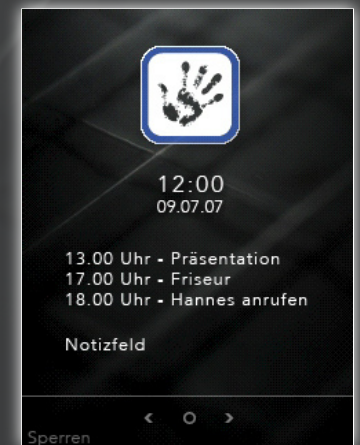 12:00
09.07.07
13.00 Uhr - Präsentation
17.00 Uhr - Friseur
18.00 Uhr - Hannes anrufen
Notizfeld
Sperren